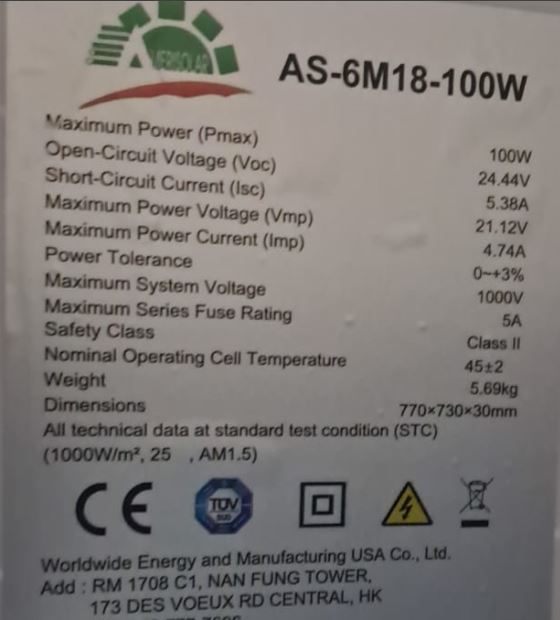 AMERISOLAR
AS-6M18-100W
Maximum Power (Pmax) 100W
Open-Circuit Voltage (Voc) 24.44V
Short-Circuit Current (Isc) 5.38A
Maximum Power Voltage (Vmp) 21.12V
Maximum Power Current (Imp) 4.74A
Power Tolerance 0~+3%
Maximum System Voltage 1000V
Maximum Series Fuse Rating 5A
Safety Class Class II
Nominal Operating Cell Temperature 45±2
Weight 5.69kg
Dimensions 770×730×30mm
All technical data at standard test condition (STC)
(1000W/m², 25 , AM1.5)
CE
TÜV
SÜD
Worldwide Energy and Manufacturing USA Co., Ltd.
Add : RM 1708 C1, NAN FUNG TOWER,
173 DES VOEUX RD CENTRAL, HK